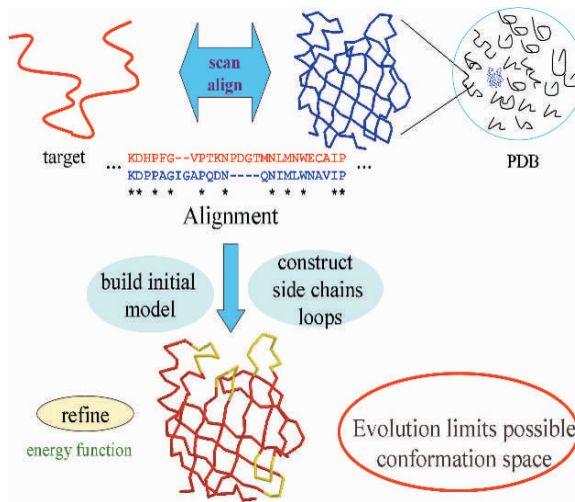 scan
align
target
PDB
... KDHPFG--VPTKNPDGTMNLMNWECAIP ...
KDPPAGIGAPQDN----QNIMLWNAVIP
** * * * * * * * **
Alignment
build initial
model
construct
side chains
loops
refine
energy function
Evolution limits possible
conformation space